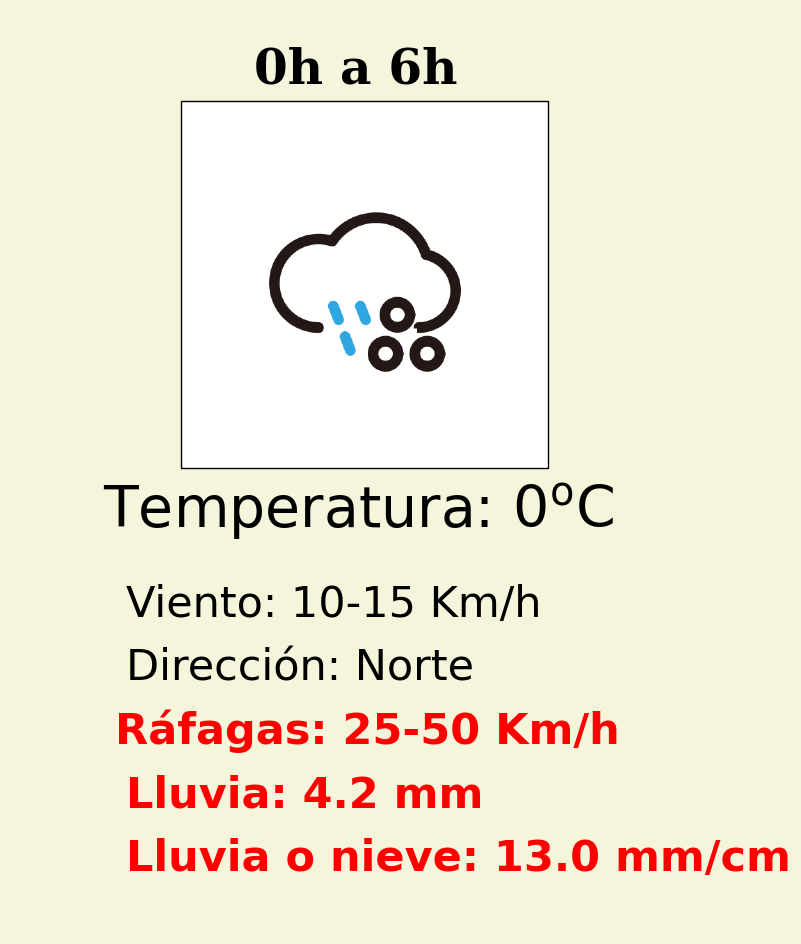 0h a 6h
Temperatura: 0ºC
Viento: 10-15 Km/h
Dirección: Norte
Ráfagas: 25-50 Km/h
Lluvia: 4.2 mm
Lluvia o nieve: 13.0 mm/cm